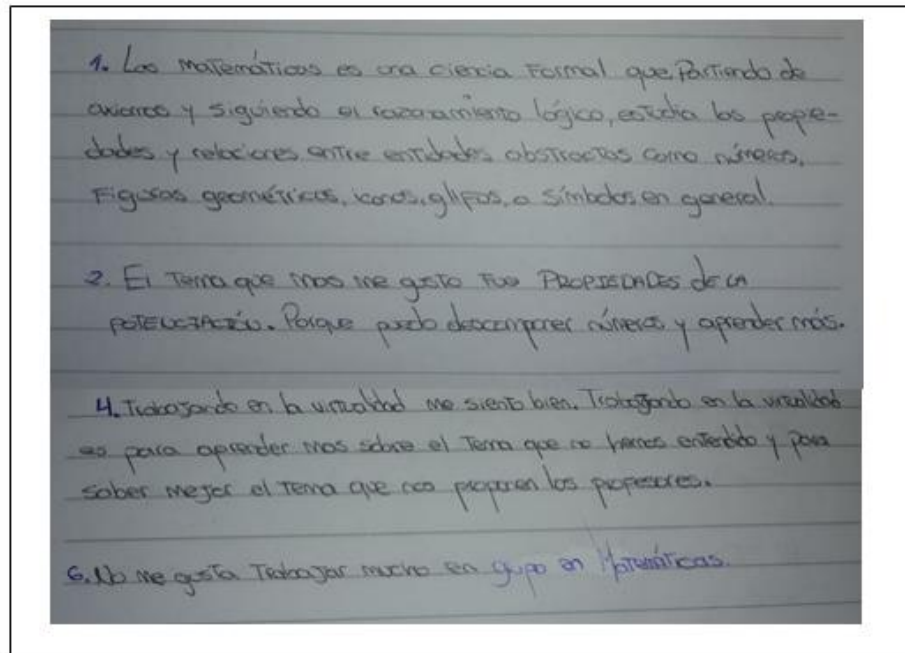 1. Las matemáticas es una ciencia formal que Partiendo de
axiomas y siguiendo el razonamiento lógico, estudia las propie-
dades y relaciones entre entidades abstractas como números,
Figuras geométricas, iconos, glifos, o símbolos en general.
2. El Tema que mas me gusto Fue PROPIEDADES de LA
POTENCIACIÓN. Porque puedo descomponer números y aprender más.
4. Trabajando en la virtualidad me siento bien. Trabajando en la virtualidad
es para aprender mas sobre el Tema que no hemos entendido y para
saber mejor el Tema que nos proponen los profesores.
6. No me gusta Trabajar mucho en grupo en Matemáticas.